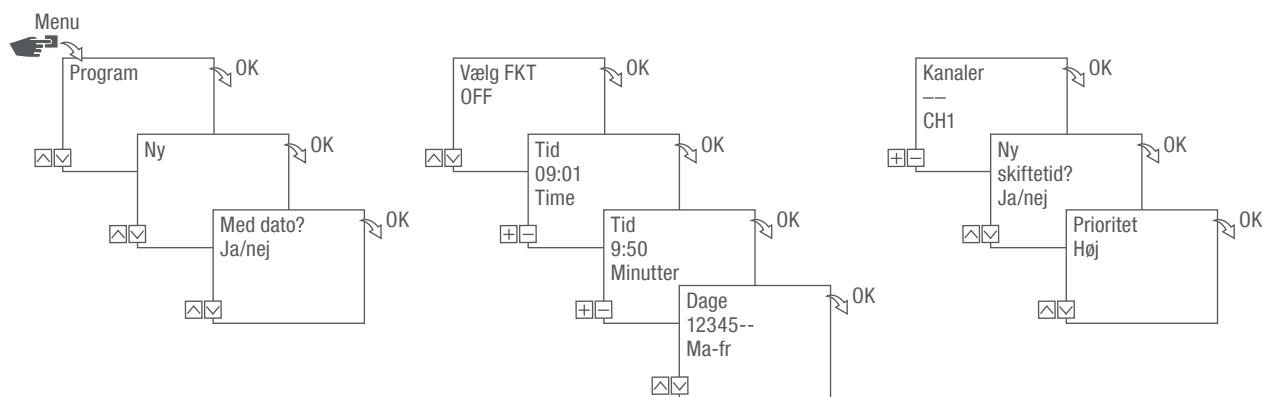 Menu
Program
OK
Ny
OK
Med dato?
Ja/nej
OK
Vælg FKT
OFF
OK
Tid
09:01
Time
OK
Tid
9:50
Minutter
OK
Dage
12345--
Ma-fr
OK
Kanaler
––
CH1
OK
Ny
skiftetid?
Ja/nej
OK
Prioritet
Høj
OK